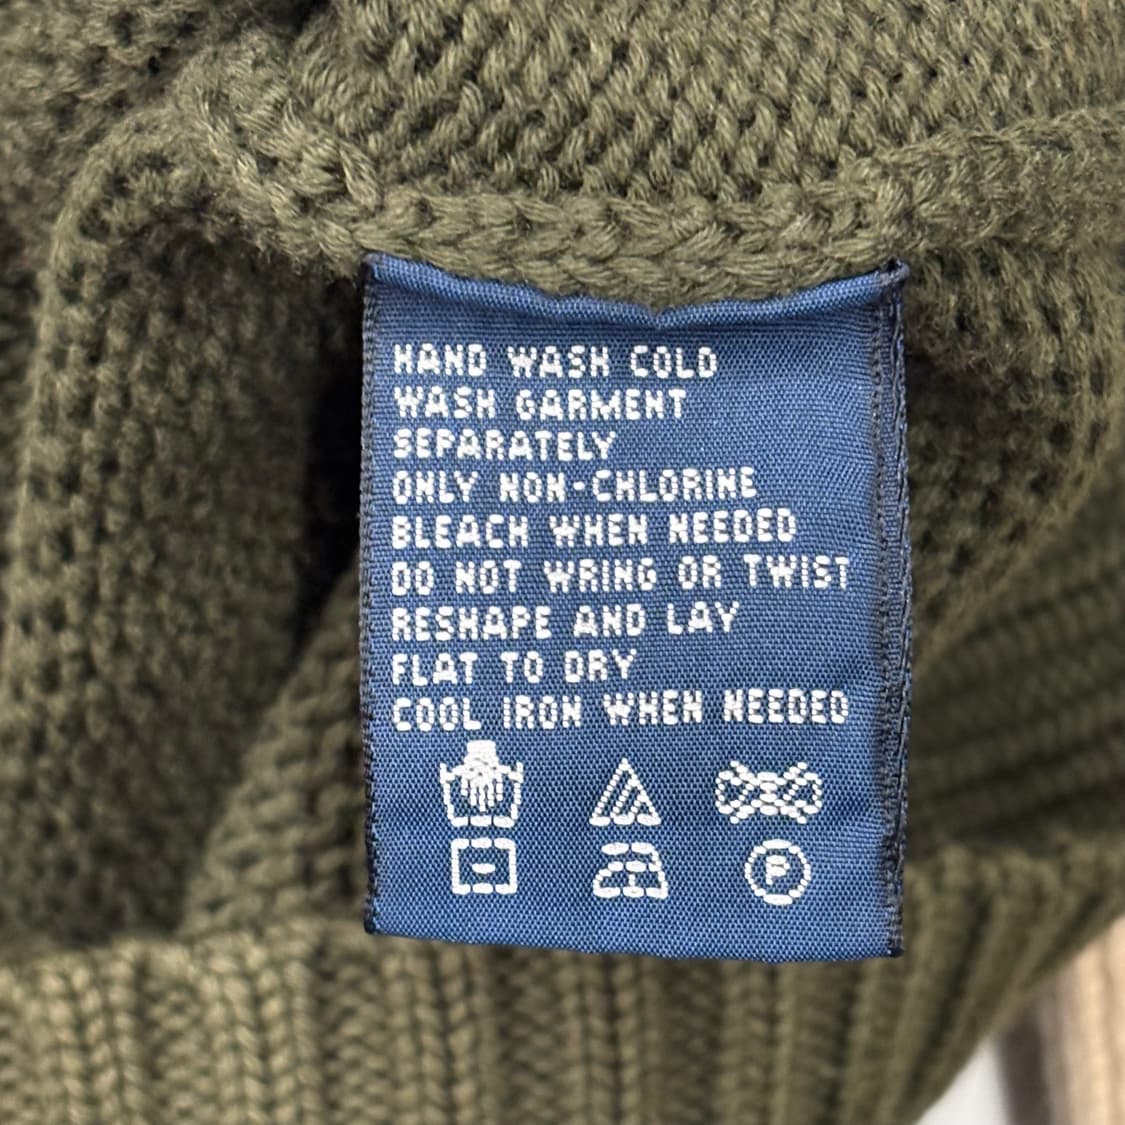 HAND WASH COLD
WASH GARMENT
SEPARATELY
ONLY NON-CHLORINE
BLEACH WHEN NEEDED
DO NOT WRING OR TWIST
RESHAPE AND LAY
FLAT TO DRY
COOL IRON WHEN NEEDED
P